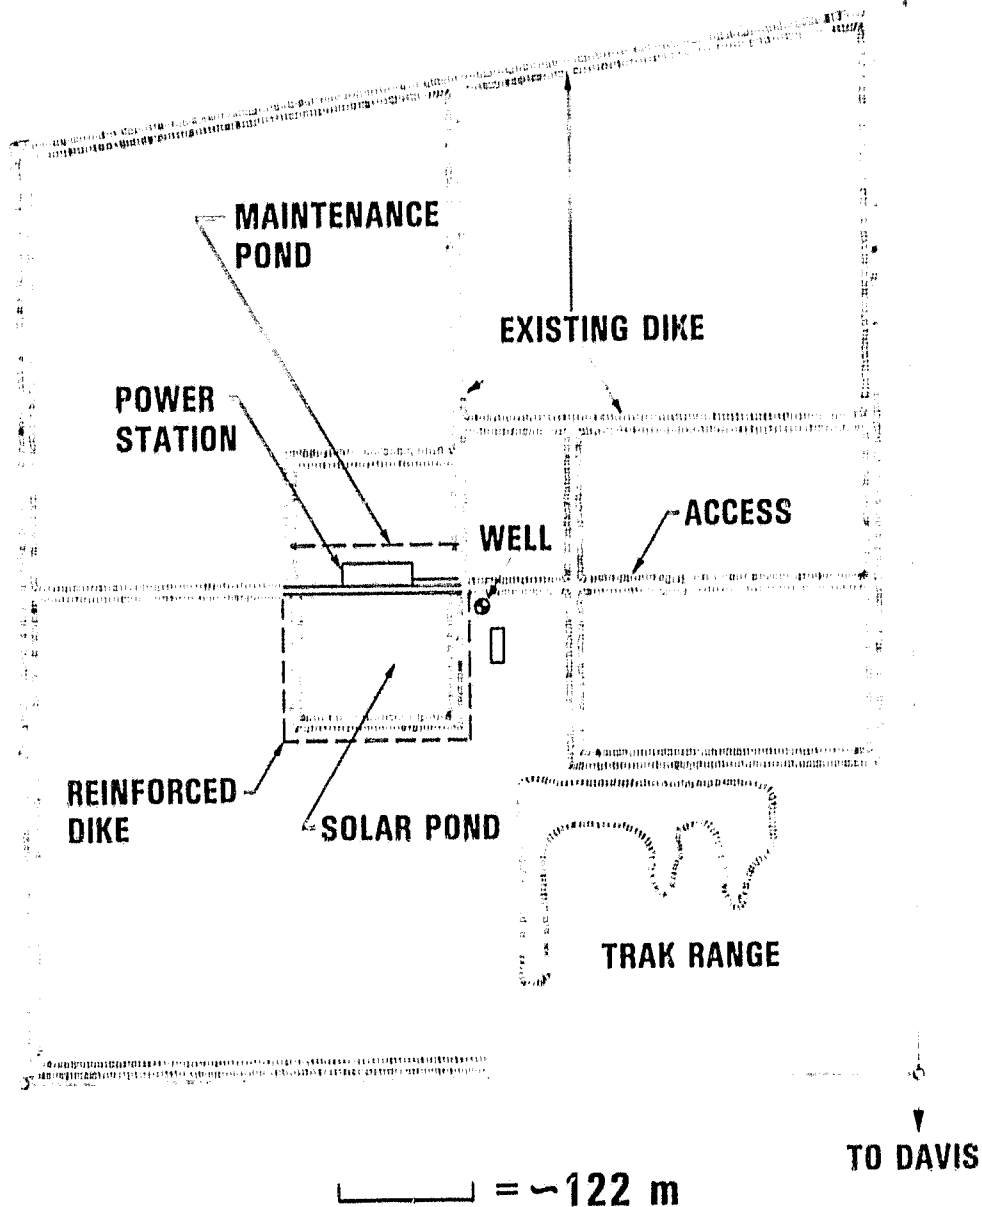 MAINTENANCE
POND
EXISTING DIKE
POWER
STATION
ACCESS
WELL
REINFORCED
DIKE
SOLAR POND
TRAK RANGE
TO DAVIS
= ~122 m